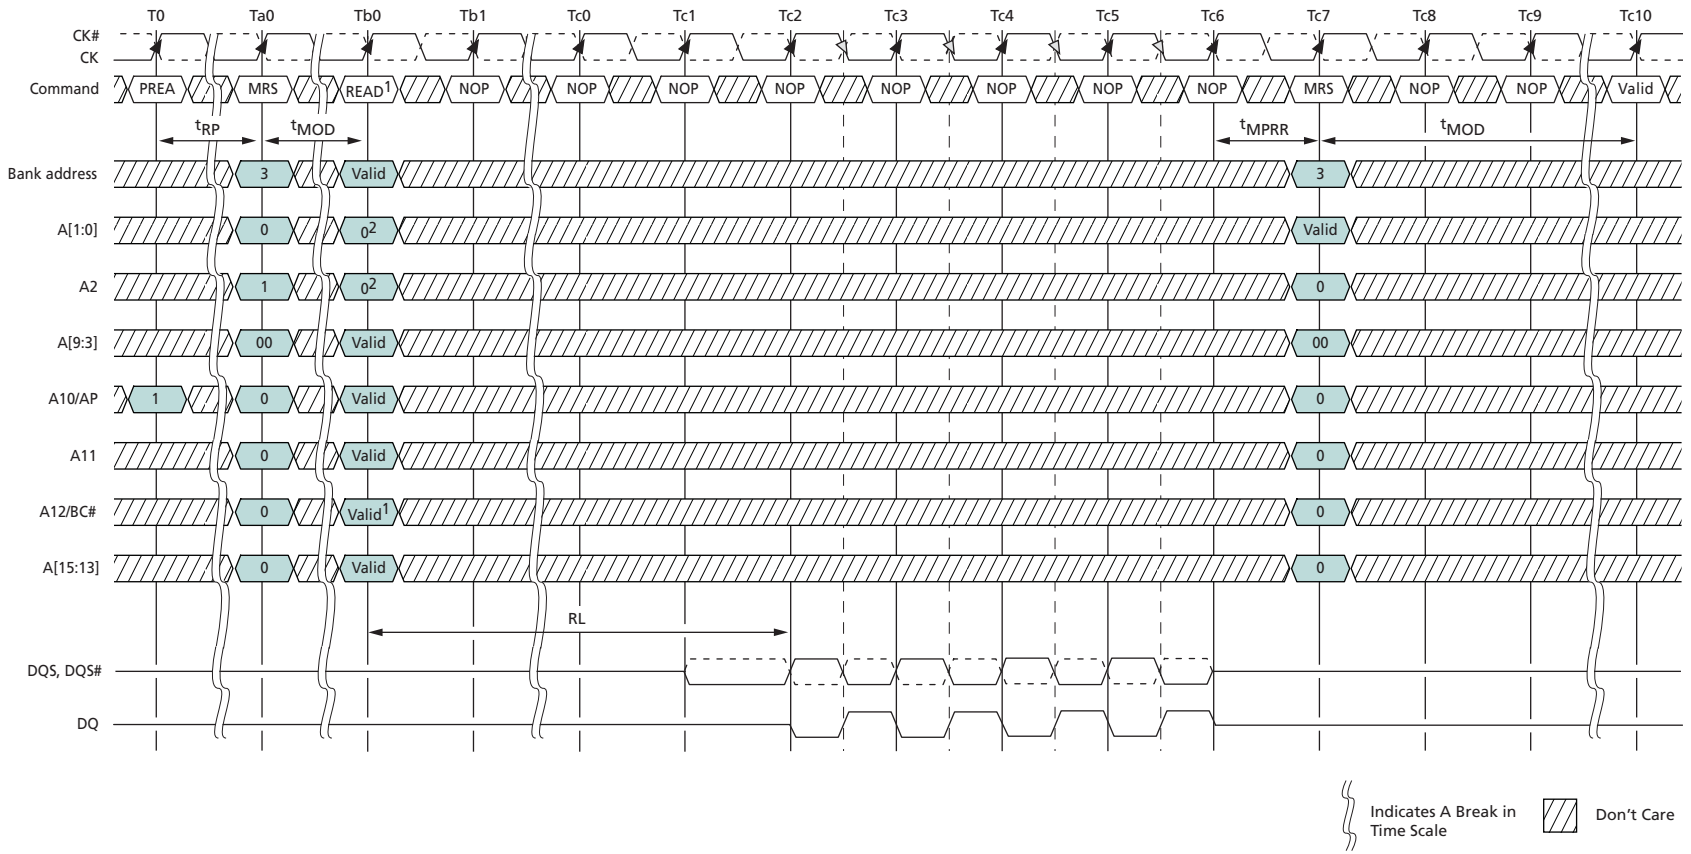 T0 Ta0 Tb0 Tb1 Tc0 Tc1 Tc2 Tc3 Tc4 Tc5 Tc6 Tc7 Tc8 Tc9 Tc10
CK#
CK
Command PREA MRS READ1 NOP NOP NOP NOP NOP NOP NOP NOP MRS NOP NOP Valid
tRP tMOD tMPRR tMOD
Bank address 3 Valid 3
A[1:0] 0 02 Valid
A2 1 02 0
A[9:3] 00 Valid 00
A10/AP 1 0 Valid 0
A11 0 Valid 0
A12/BC# 0 Valid1 0
A[15:13] 0 Valid 0
RL
DQS, DQS#
DQ
Indicates A Break in
Time Scale
Don't Care